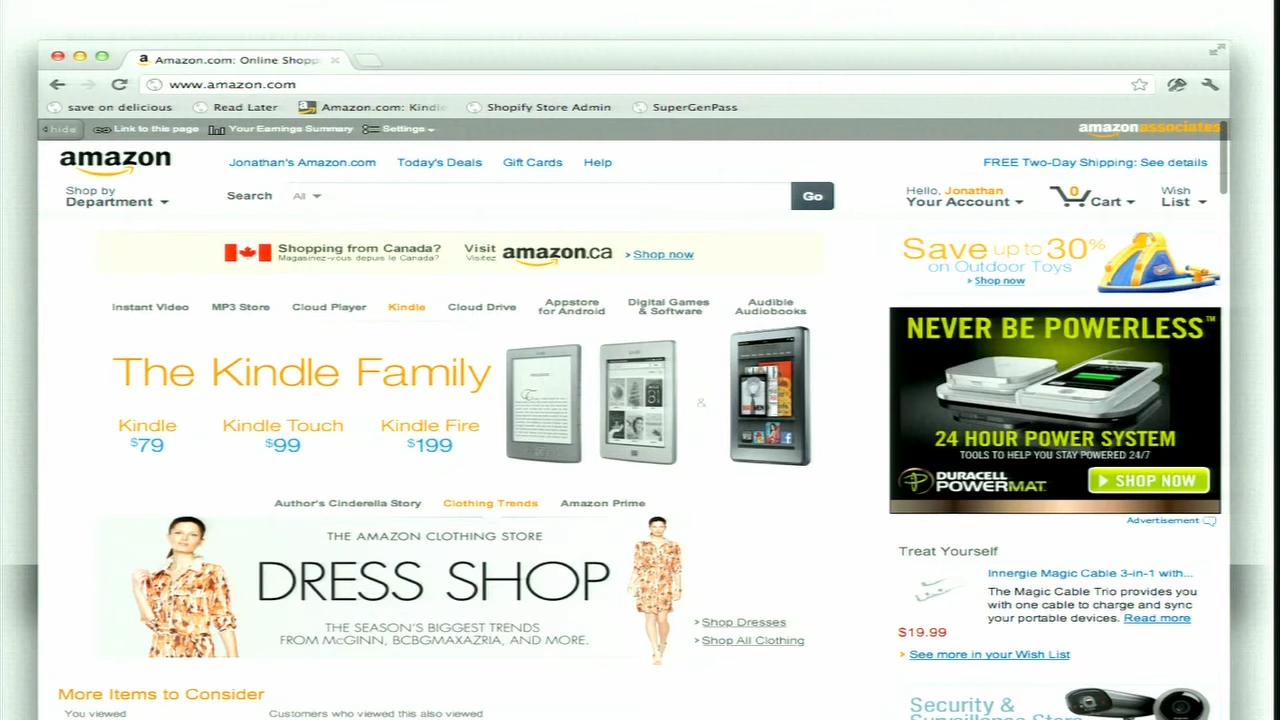 Amazon.com: Online Shopp
www.amazon.com
save on delicious
Read Later
Amazon.com: Kindle
Shopify Store Admin
SuperGenPass
hide
Link to this page
Your Earnings Summary
Settings
amazonassociates
amazon
Jonathan's Amazon.com
Today's Deals
Gift Cards
Help
FREE Two-Day Shipping: See details
Shop by
Department
Search
All
Go
Hello, Jonathan
Your Account
0
Cart
Wish
List
Shopping from Canada?
Magasinez-vous depuis le Canada?
Visit
Visitez
amazon.ca
Shop now
Save up to 30%
on Outdoor Toys
Shop now
Instant Video
MP3 Store
Cloud Player
Kindle
Cloud Drive
Appstore
for Android
Digital Games
& Software
Audible
Audiobooks
The Kindle Family
Kindle
$79
Kindle Touch
$99
Kindle Fire
$199
&
NEVER BE POWERLESS™
24 HOUR POWER SYSTEM
TOOLS TO HELP YOU STAY POWERED 24/7
DURACELL
POWERMAT
SHOP NOW
Advertisement
Author's Cinderella Story
Clothing Trends
Amazon Prime
THE AMAZON CLOTHING STORE
DRESS SHOP
THE SEASON'S BIGGEST TRENDS
FROM McGINN, BCBGMAXAZRIA, AND MORE.
Shop Dresses
Shop All Clothing
Treat Yourself
Innergie Magic Cable 3-in-1 with...
The Magic Cable Trio provides you
with one cable to charge and sync
your portable devices. Read more
$19.99
See more in your Wish List
More Items to Consider
You viewed
Customers who viewed this also viewed
Security &
Surveillance Store